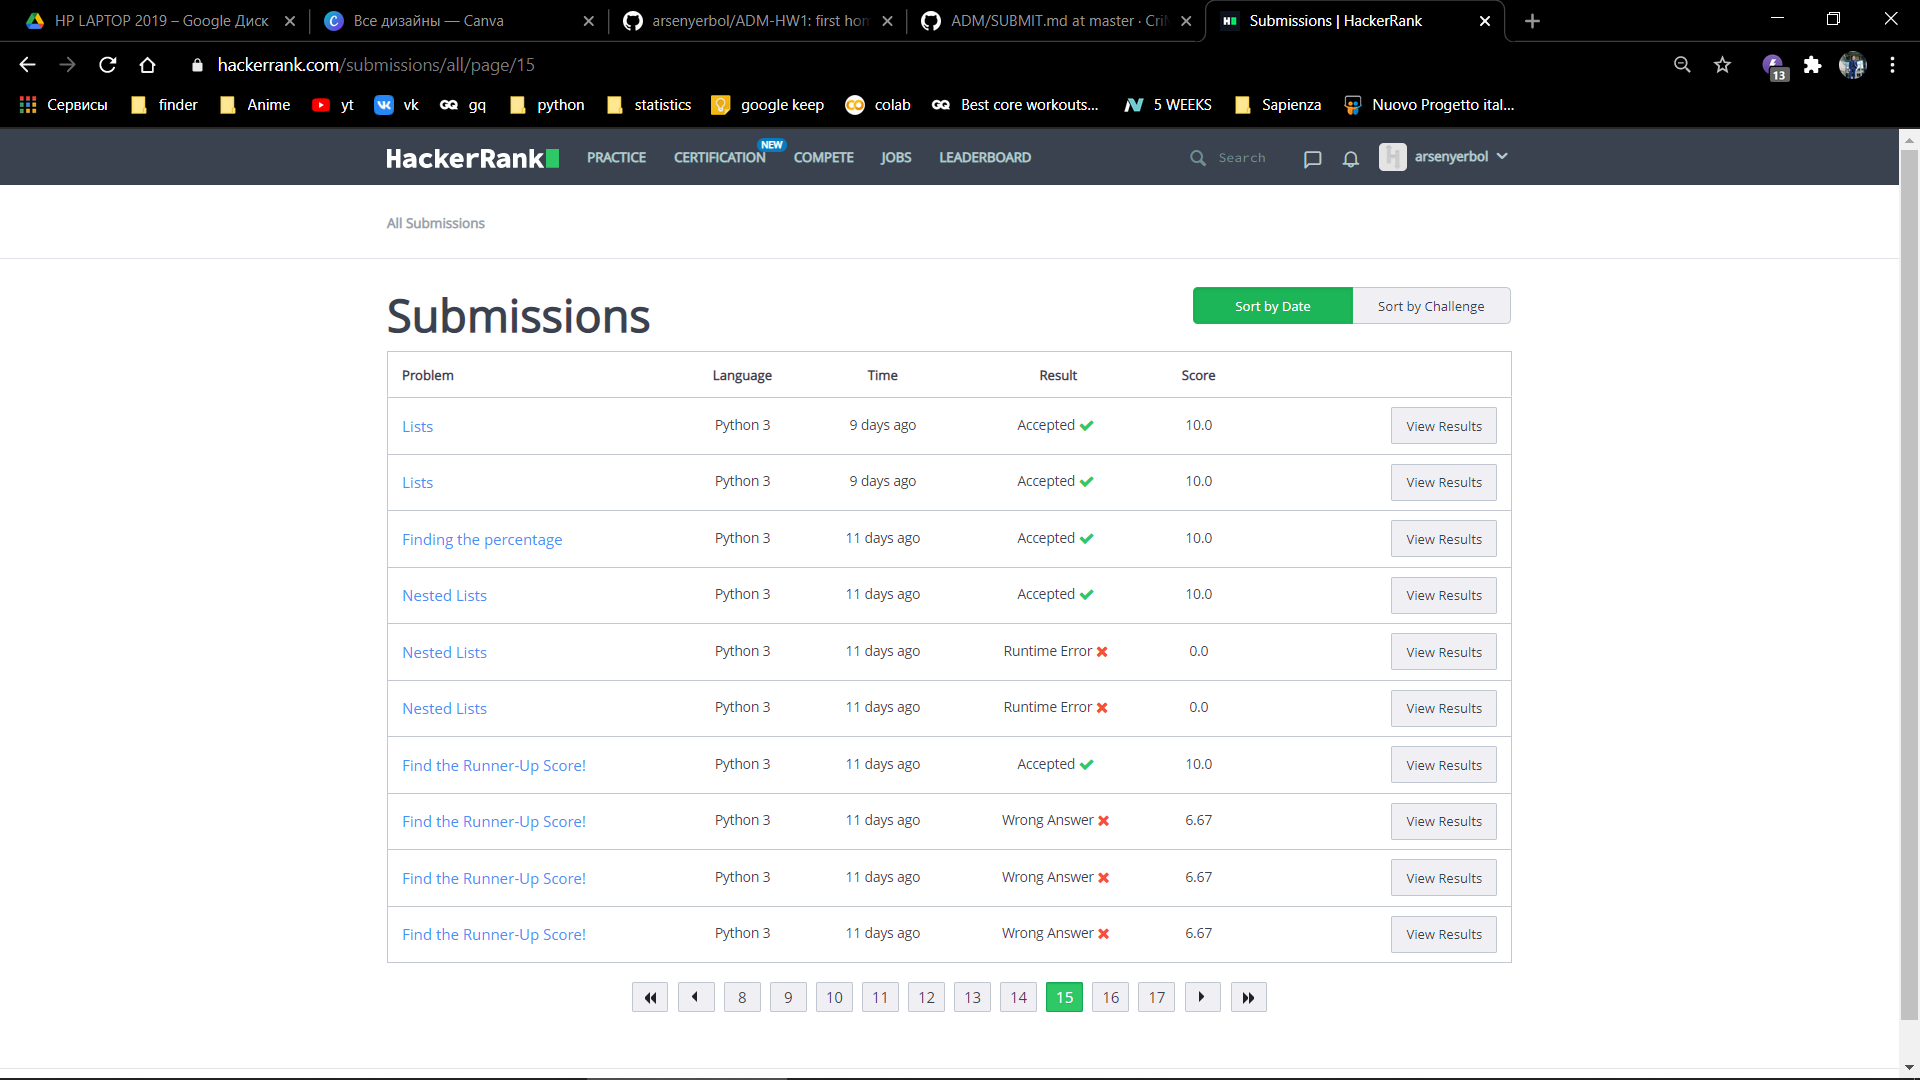 HP LAPTOP 2019 – Google Диск
Все дизайны — Canva
arsenyerbol/ADM-HW1: first hom
ADM/SUBMIT.md at master · CriM
Submissions | HackerRank
hackerrank.com/submissions/all/page/15
13
Сервисы finder Anime yt vk gq python statistics google keep colab Best core workouts... 5 WEEKS Sapienza Nuovo Progetto ital...
HackerRank PRACTICE CERTIFICATION NEW COMPETE JOBS LEADERBOARD Search arsenyerbol
All Submissions
Submissions
Sort by Date Sort by Challenge
Problem Language Time Result Score
Lists Python 3 9 days ago Accepted 10.0 View Results
Lists Python 3 9 days ago Accepted 10.0 View Results
Finding the percentage Python 3 11 days ago Accepted 10.0 View Results
Nested Lists Python 3 11 days ago Accepted 10.0 View Results
Nested Lists Python 3 11 days ago Runtime Error 0.0 View Results
Nested Lists Python 3 11 days ago Runtime Error 0.0 View Results
Find the Runner-Up Score! Python 3 11 days ago Accepted 10.0 View Results
Find the Runner-Up Score! Python 3 11 days ago Wrong Answer 6.67 View Results
Find the Runner-Up Score! Python 3 11 days ago Wrong Answer 6.67 View Results
Find the Runner-Up Score! Python 3 11 days ago Wrong Answer 6.67 View Results
8 9 10 11 12 13 14 15 16 17